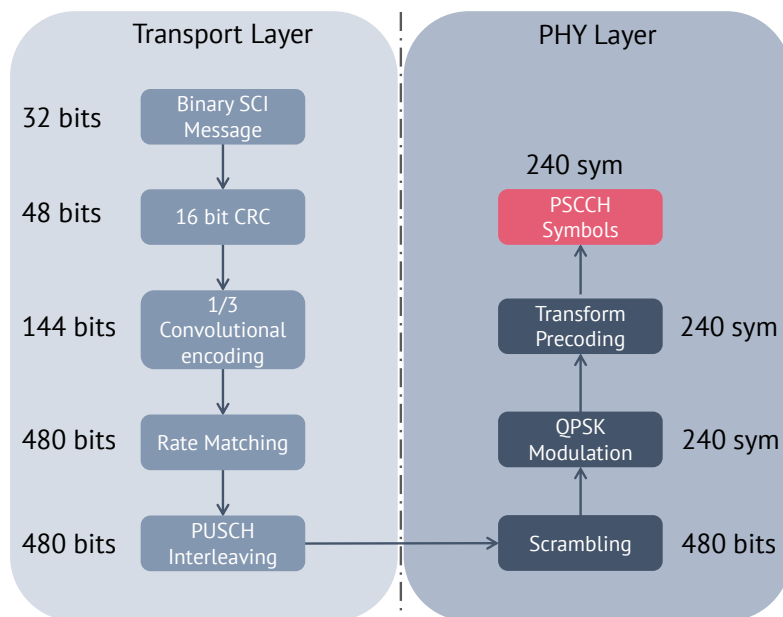 Transport Layer
32 bits
Binary SCI
Message
48 bits
16 bit CRC
144 bits
1/3
Convolutional
encoding
480 bits
Rate Matching
480 bits
PUSCH
Interleaving
PHY Layer
240 sym
PSCCH
Symbols
Transform
Precoding
240 sym
QPSK
Modulation
240 sym
Scrambling
480 bits